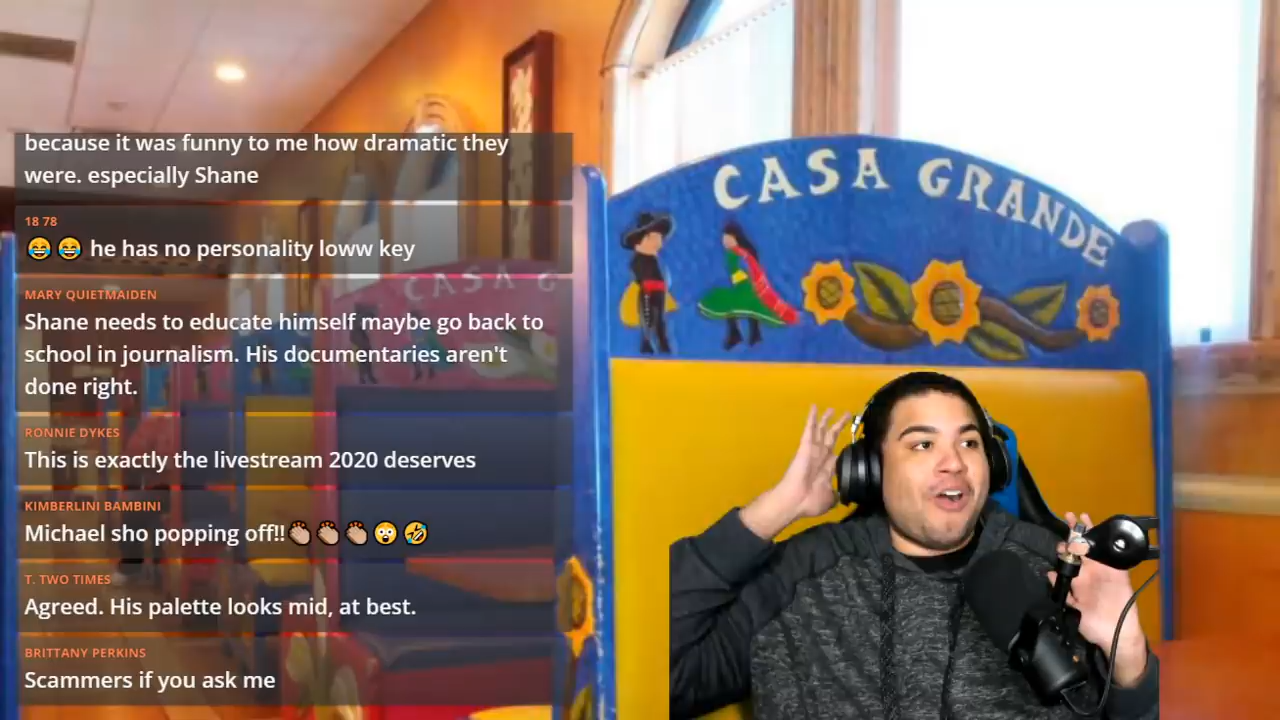 because it was funny to me how dramatic they
were. especially Shane
18 78
😂 😂 he has no personality loww key
MARY QUIETMAIDEN
Shane needs to educate himself maybe go back to
school in journalism. His documentaries aren't
done right.
RONNIE DYKES
This is exactly the livestream 2020 deserves
KIMBERLINI BAMBINI
Michael sho popping off!!👏🏽👏🏽👏🏽😲🤣
T. TWO TIMES
Agreed. His palette looks mid, at best.
BRITTANY PERKINS
Scammers if you ask me
CASA GRANDE
CASA G